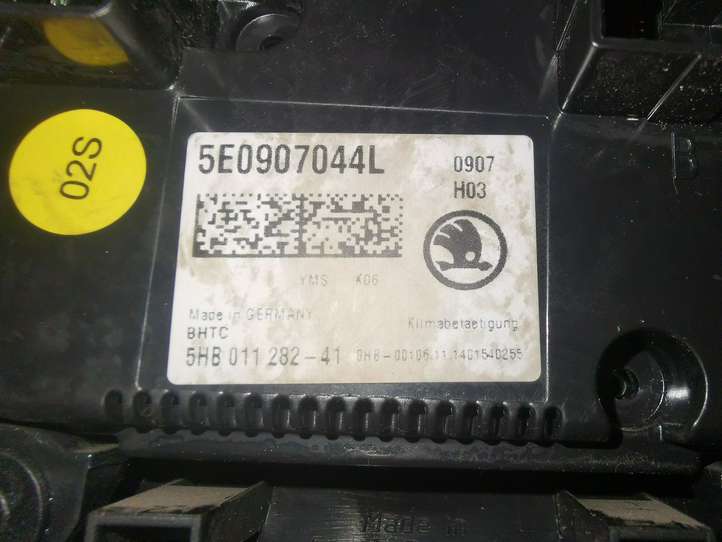 02S
5E0907044L
0907
H03
B
YMS K06
Made in GERMANY
BHTC
Klimabetaetigung
5HB 011 282-41
9HB-00106.11.1401540255
Made in